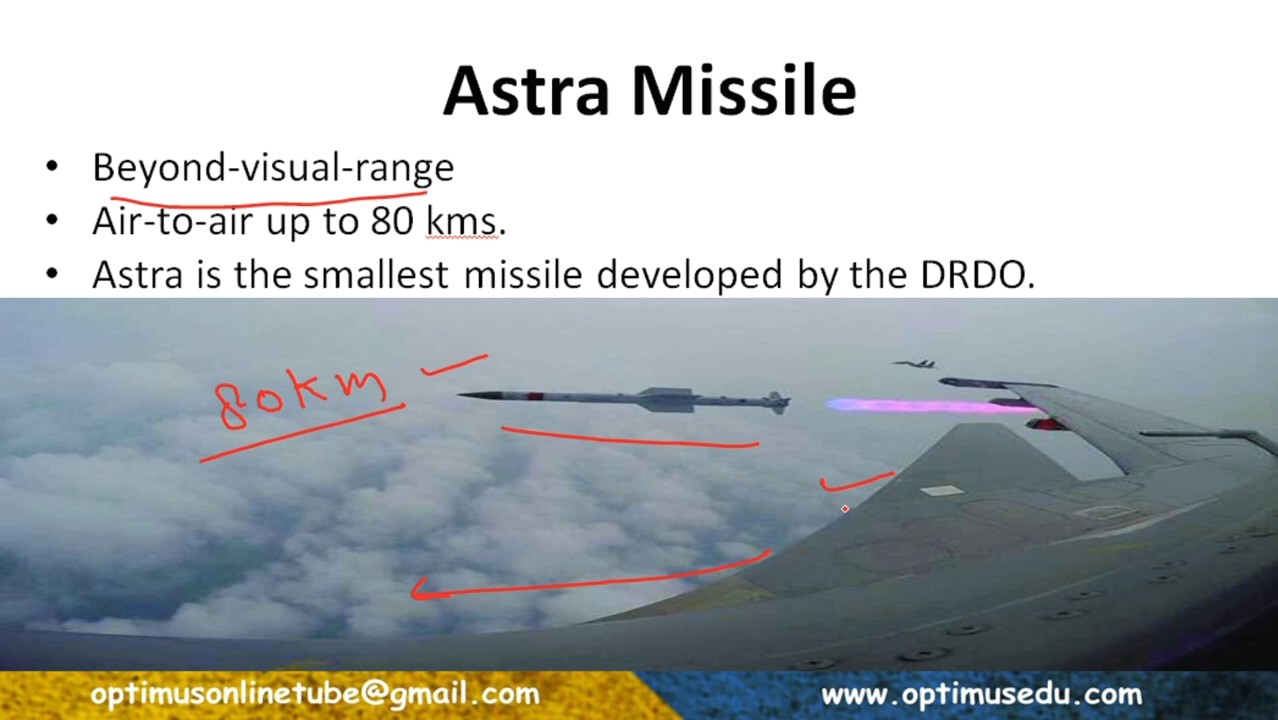 Astra Missile
• Beyond-visual-range
• Air-to-air up to 80 kms.
• Astra is the smallest missile developed by the DRDO.
80km
optimusonlinetube@gmail.com
www.optimusedu.com